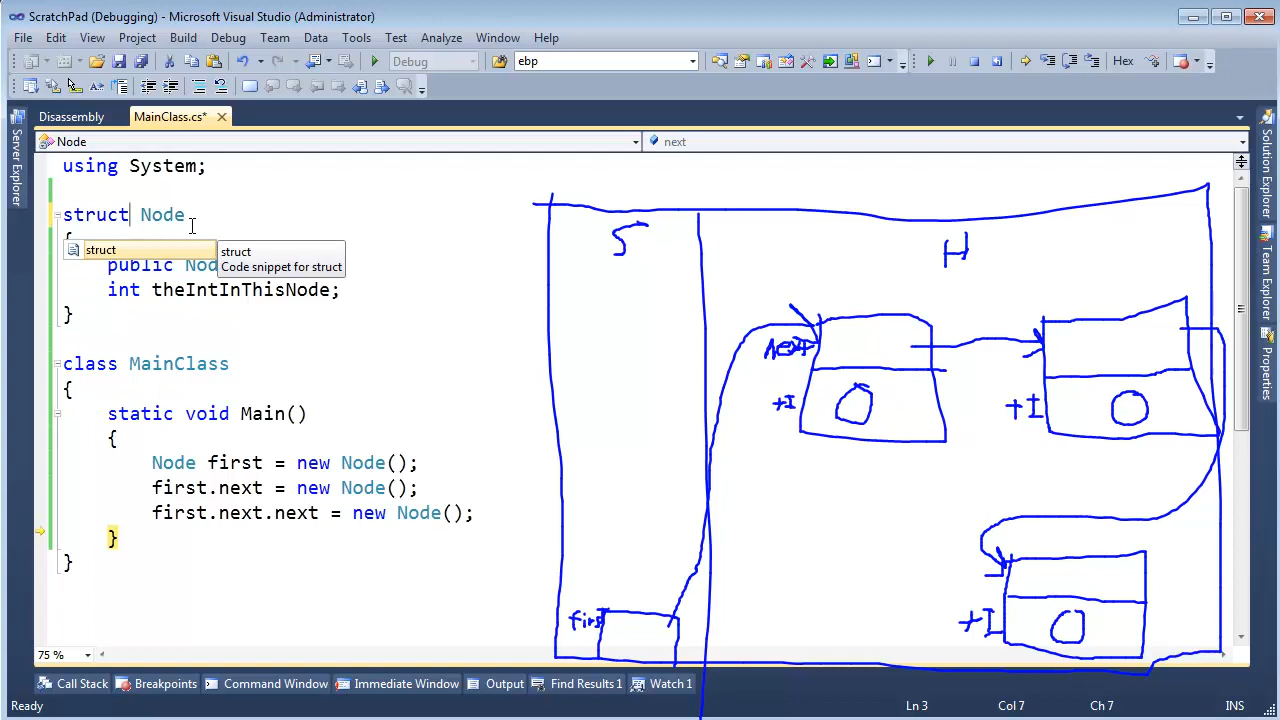 ScratchPad (Debugging) - Microsoft Visual Studio (Administrator)
File Edit View Project Build Debug Team Data Tools Test Analyze Window Help
Debug ebp Hex
Disassembly MainClass.cs*
Node next
Server Explorer
Solution Explorer
Team Explorer
Properties
using System;
struct Node
{
struct
struct
Code snippet for struct
public Nod
int theIntInThisNode;
}
class MainClass
{
static void Main()
{
Node first = new Node();
first.next = new Node();
first.next.next = new Node();
}
}
S H
Next
+I
+I
first
+I
75 %
Call Stack Breakpoints Command Window Immediate Window Output Find Results 1 Watch 1
Ln 3 Col 7 Ch 7 INS